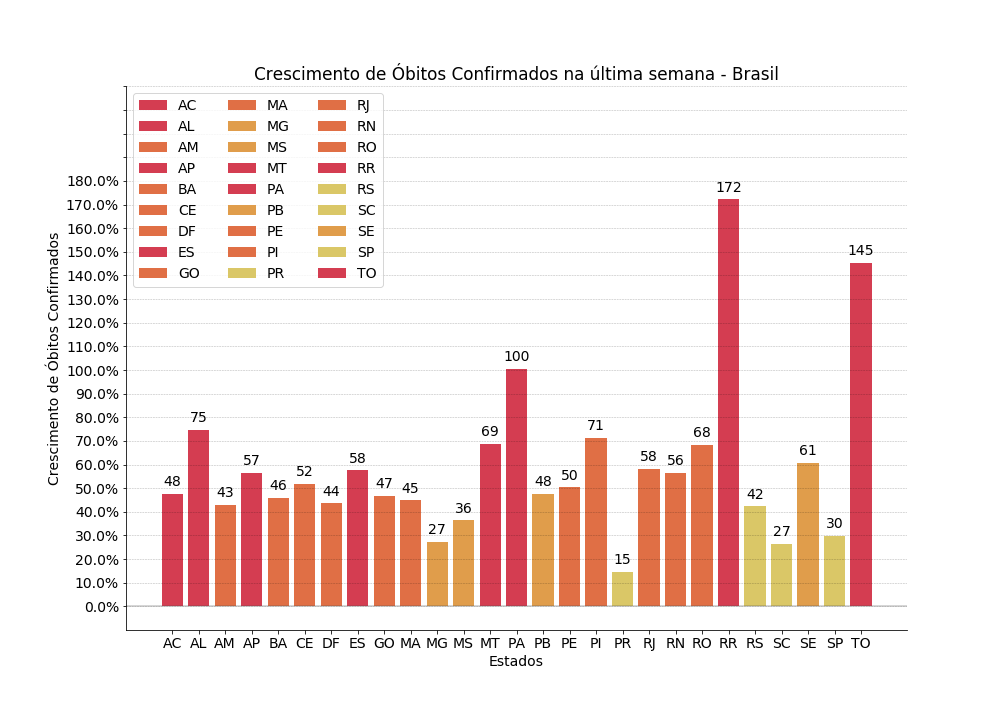 Crescimento de Óbitos Confirmados na última semana - Brasil
AC
AL
AM
AP
BA
CE
DF
ES
GO
MA
MG
MS
MT
PA
PB
PE
PI
PR
RJ
RN
RO
RR
RS
SC
SE
SP
TO
Crescimento de Óbitos Confirmados
180.0%
170.0%
160.0%
150.0%
140.0%
130.0%
120.0%
110.0%
100.0%
90.0%
80.0%
70.0%
60.0%
50.0%
40.0%
30.0%
20.0%
10.0%
0.0%
48
75
43
57
46
52
44
58
47
45
27
36
69
100
48
50
71
15
58
56
68
172
42
27
61
30
145
AC AL AM AP BA CE DF ES GO MA MG MS MT PA PB PE PI PR RJ RN RO RR RS SC SE SP TO
Estados